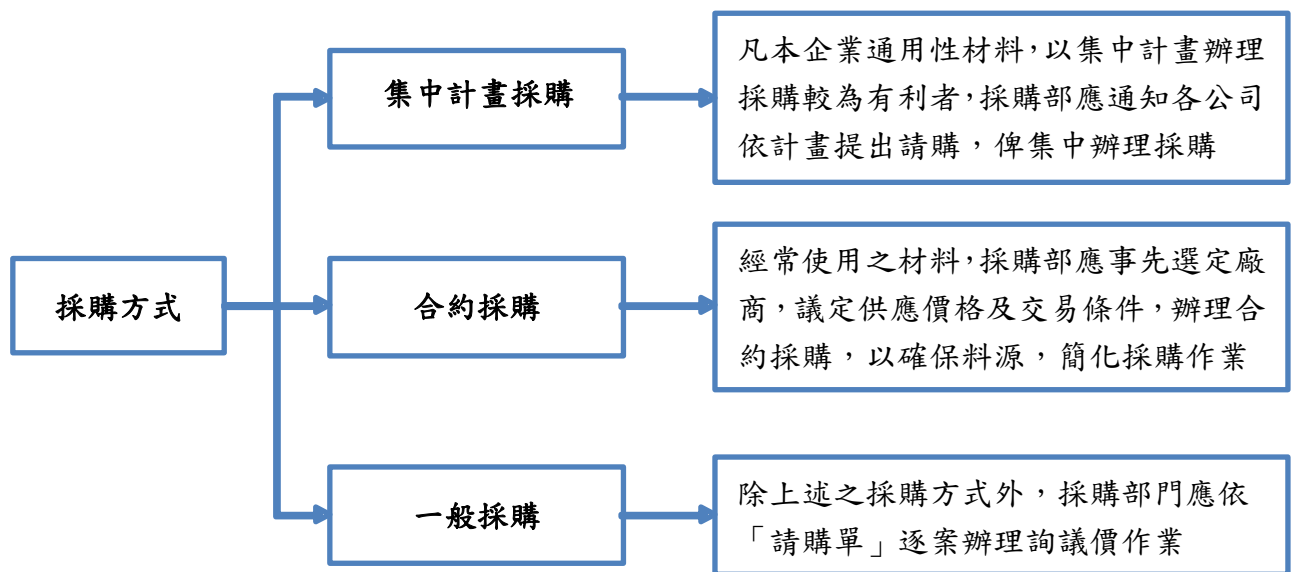 集中計畫採購
凡本企業通用性材料,以集中計畫辦理
採購較為有利者,採購部應通知各公司
依計畫提出請購，俾集中辦理採購
採購方式
合約採購
經常使用之材料,採購部應事先選定廠
商,議定供應價格及交易條件,辦理合
約採購，以確保料源，簡化採購作業
一般採購
除上述之採購方式外，採購部門應依
「請購單」逐案辦理詢議價作業